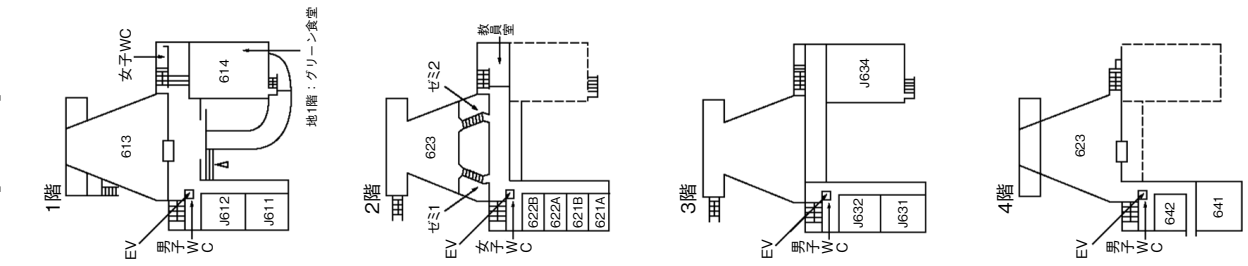 1階
613
女子WC
614
地1階：グリーン食堂
EV
男子WC
J612
J611
2階
623
ゼミ1
ゼミ2
教員室
EV
女子WC
622B
622A
621B
621A
3階
J634
EV
男子WC
J632
J631
4階
623
EV
男子WC
642
641